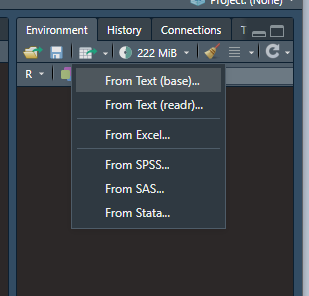 Project: (None)
Environment History Connections T
222 MiB
R
From Text (base)...
From Text (readr)...
From Excel...
From SPSS...
From SAS...
From Stata...